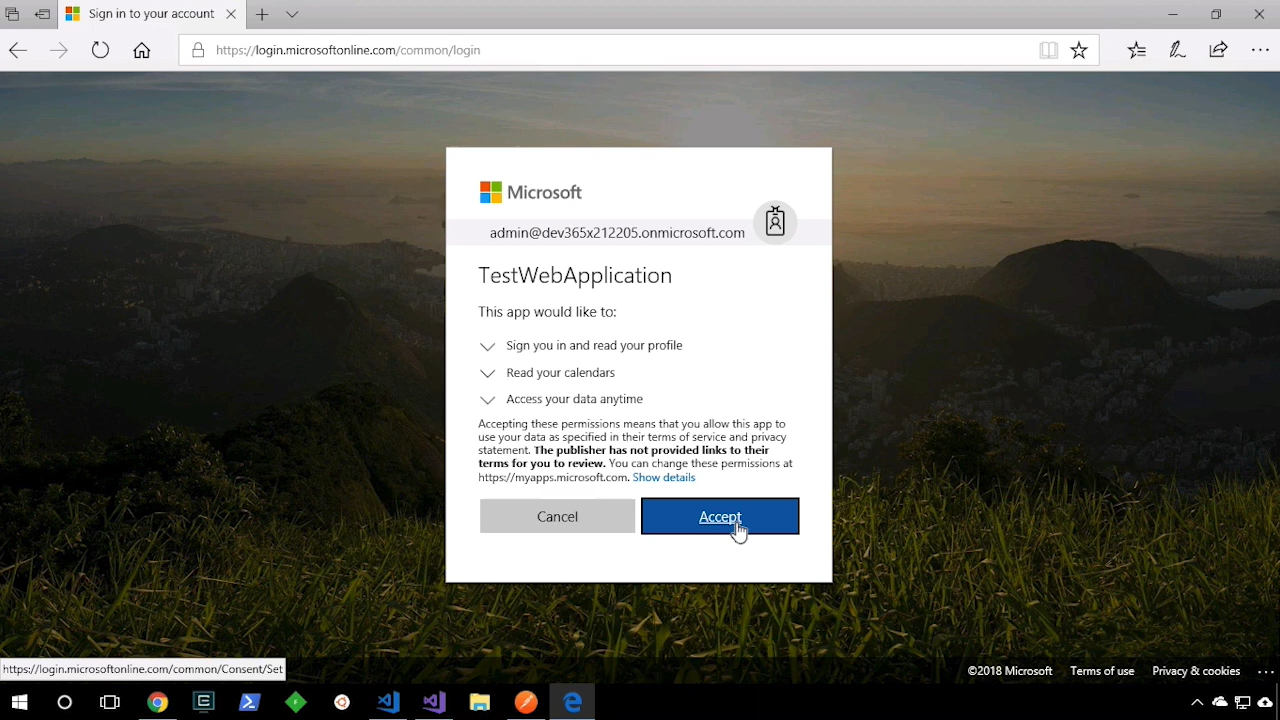 Sign in to your account
https://login.microsoftonline.com/common/login
Microsoft
admin@dev365x212205.onmicrosoft.com
TestWebApplication
This app would like to:
Sign you in and read your profile
Read your calendars
Access your data anytime
Accepting these permissions means that you allow this app to
use your data as specified in their terms of service and privacy
statement. The publisher has not provided links to their
terms for you to review. You can change these permissions at
https://myapps.microsoft.com. Show details
Cancel
Accept
https://login.microsoftonline.com/common/Consent/Set
©2018 Microsoft
Terms of use
Privacy & cookies